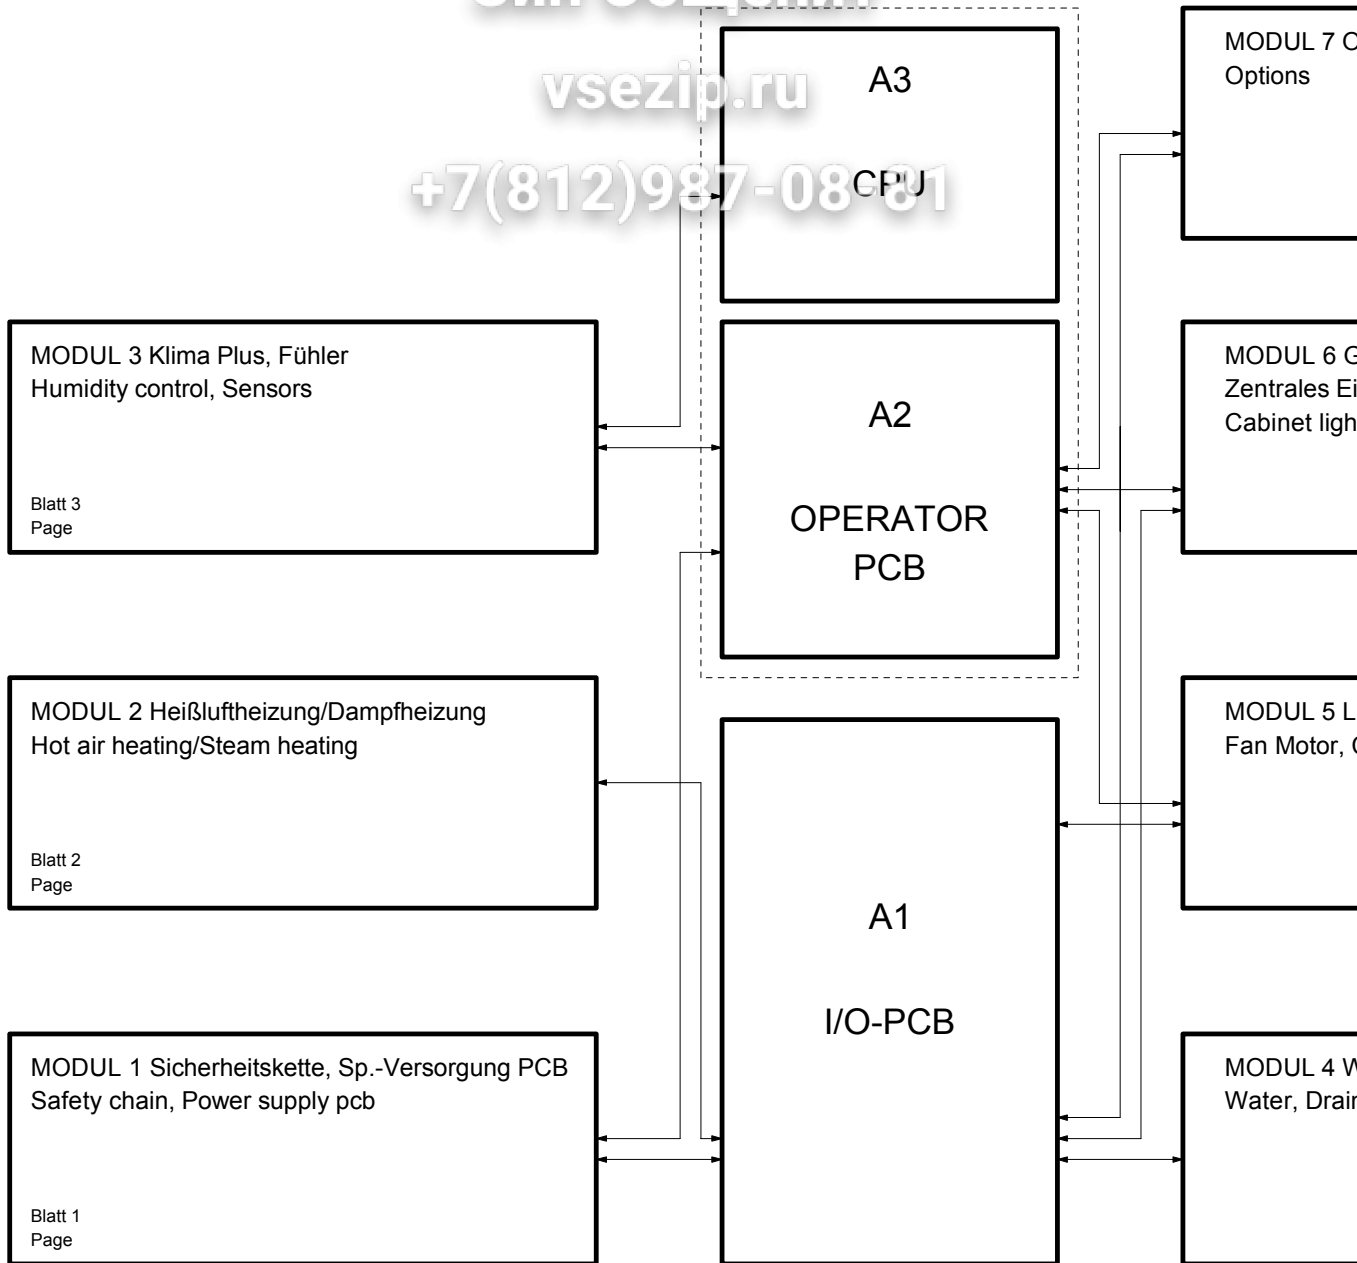 vsezip.ru
+7(812)987-08-81
A3
CPU
MODUL 7
Options
MODUL 3 Klima Plus, Fühler
Humidity control, Sensors
Blatt 3
Page
A2
OPERATOR
PCB
MODUL 6
Zentrales
Cabinet
MODUL 2 Heißluftheizung/Dampfheizung
Hot air heating/Steam heating
Blatt 2
Page
A1
I/O-PCB
MODUL 5
Fan Motor,
MODUL 1 Sicherheitskette, Sp.-Versorgung PCB
Safety chain, Power supply pcb
Blatt 1
Page
MODUL 4
Water,